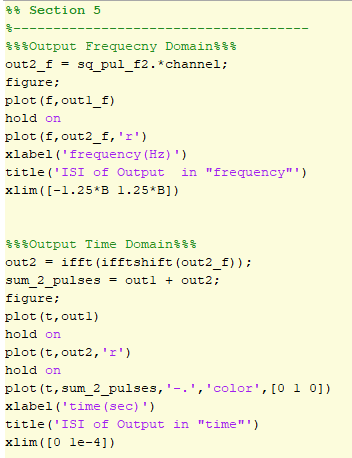 %% Section 5
%-------------------------------------
%%%Output Frequecny Domain%%%
out2_f = sq_pul_f2.*channel;
figure;
plot(f,out1_f)
hold on
plot(f,out2_f,'r')
xlabel('frequency(Hz)')
title('ISI of Output  in "frequency"')
xlim([-1.25*B 1.25*B])
%%%Output Time Domain%%%
out2 = ifft(ifftshift(out2_f));
sum_2_pulses = out1 + out2;
figure;
plot(t,out1)
hold on
plot(t,out2,'r')
hold on
plot(t,sum_2_pulses,'-.','color',[0 1 0])
xlabel('time(sec)')
title('ISI of Output in "time"')
xlim([0 1e-4])